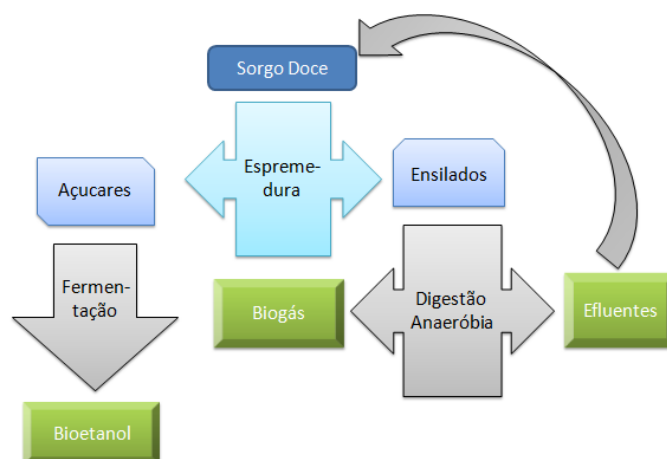 Sorgo Doce
Açucares
Espreme-
dura
Ensilados
Fermen-
tação
Biogás
Digestão
Anaeróbia
Efluentes
Bioetanol